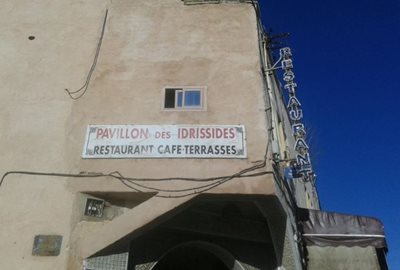 PAVILLON DES IDRISSIDES
RESTAURANT CAFE-TERRASSES
RESTAURANT